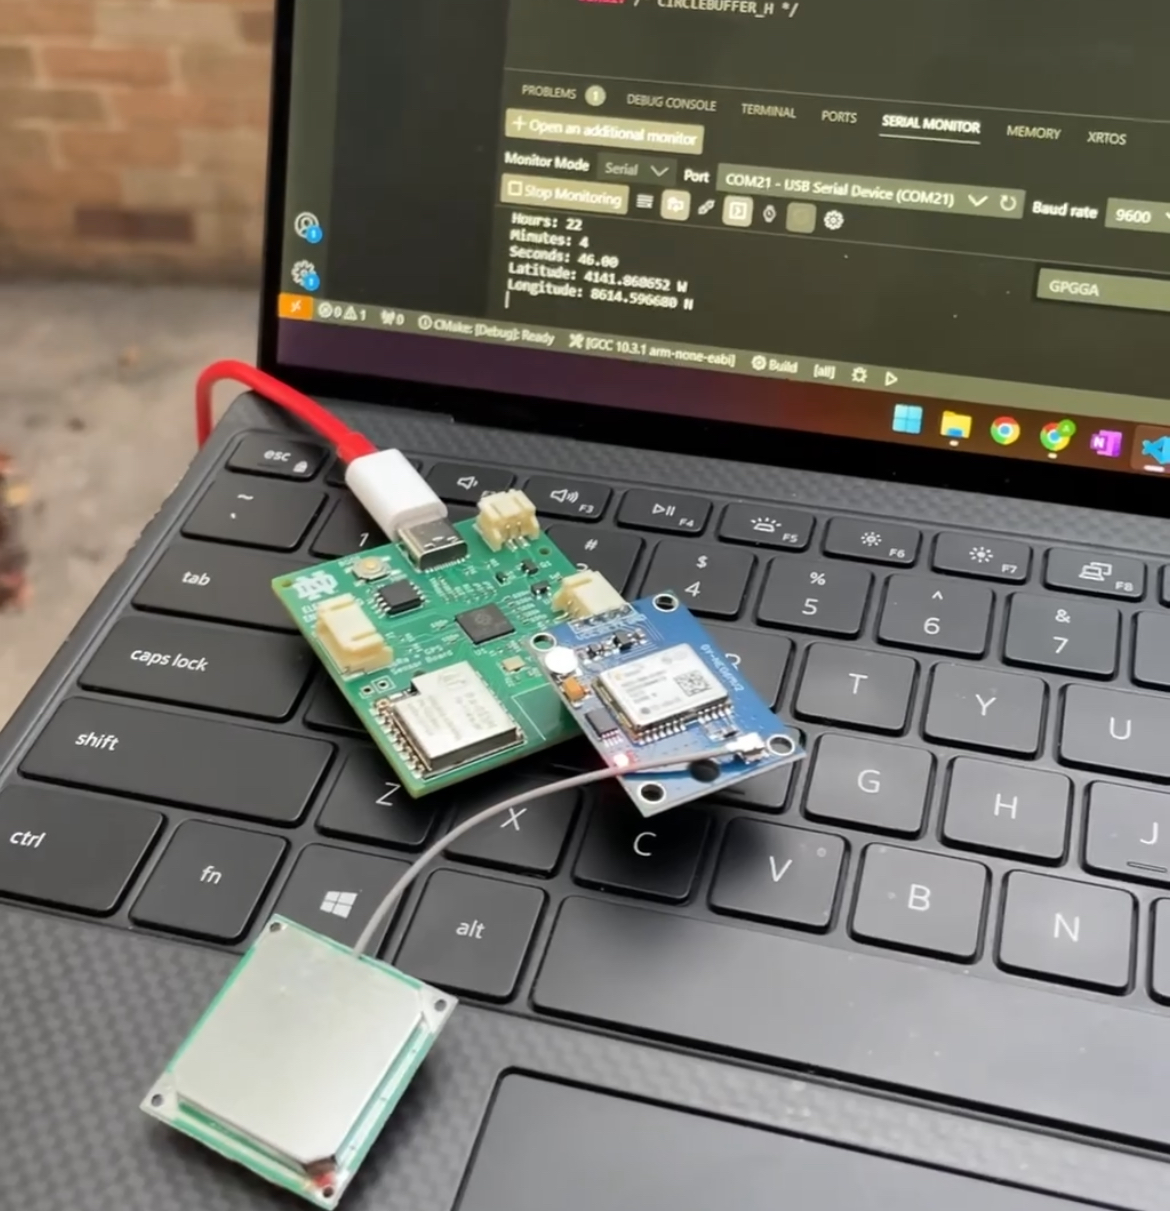 /* CIRCLEBUFFER_H */
PROBLEMS 1 DEBUG CONSOLE TERMINAL PORTS SERIAL MONITOR MEMORY XRTOS
+ Open an additional monitor
Monitor Mode Serial Port COM21 - USB Serial Device (COM21) Baud rate 9600
Stop Monitoring
Hours: 22
Minutes: 4
Seconds: 46.00
Latitude: 4141.868652 W
Longitude: 8614.596680 N
GPGGA
1
1
0 1 0 CMake: [Debug]: Ready [GCC 10.3.1 arm-none-eabi] Build [all]
esc F3 F4 F5 F6 F7 F8
~ ` 1 # $ 4 % 5 ^ 6 & 7
tab T Y U
caps lock G H J
shift Z X C V B N
ctrl fn alt
Sensor Board